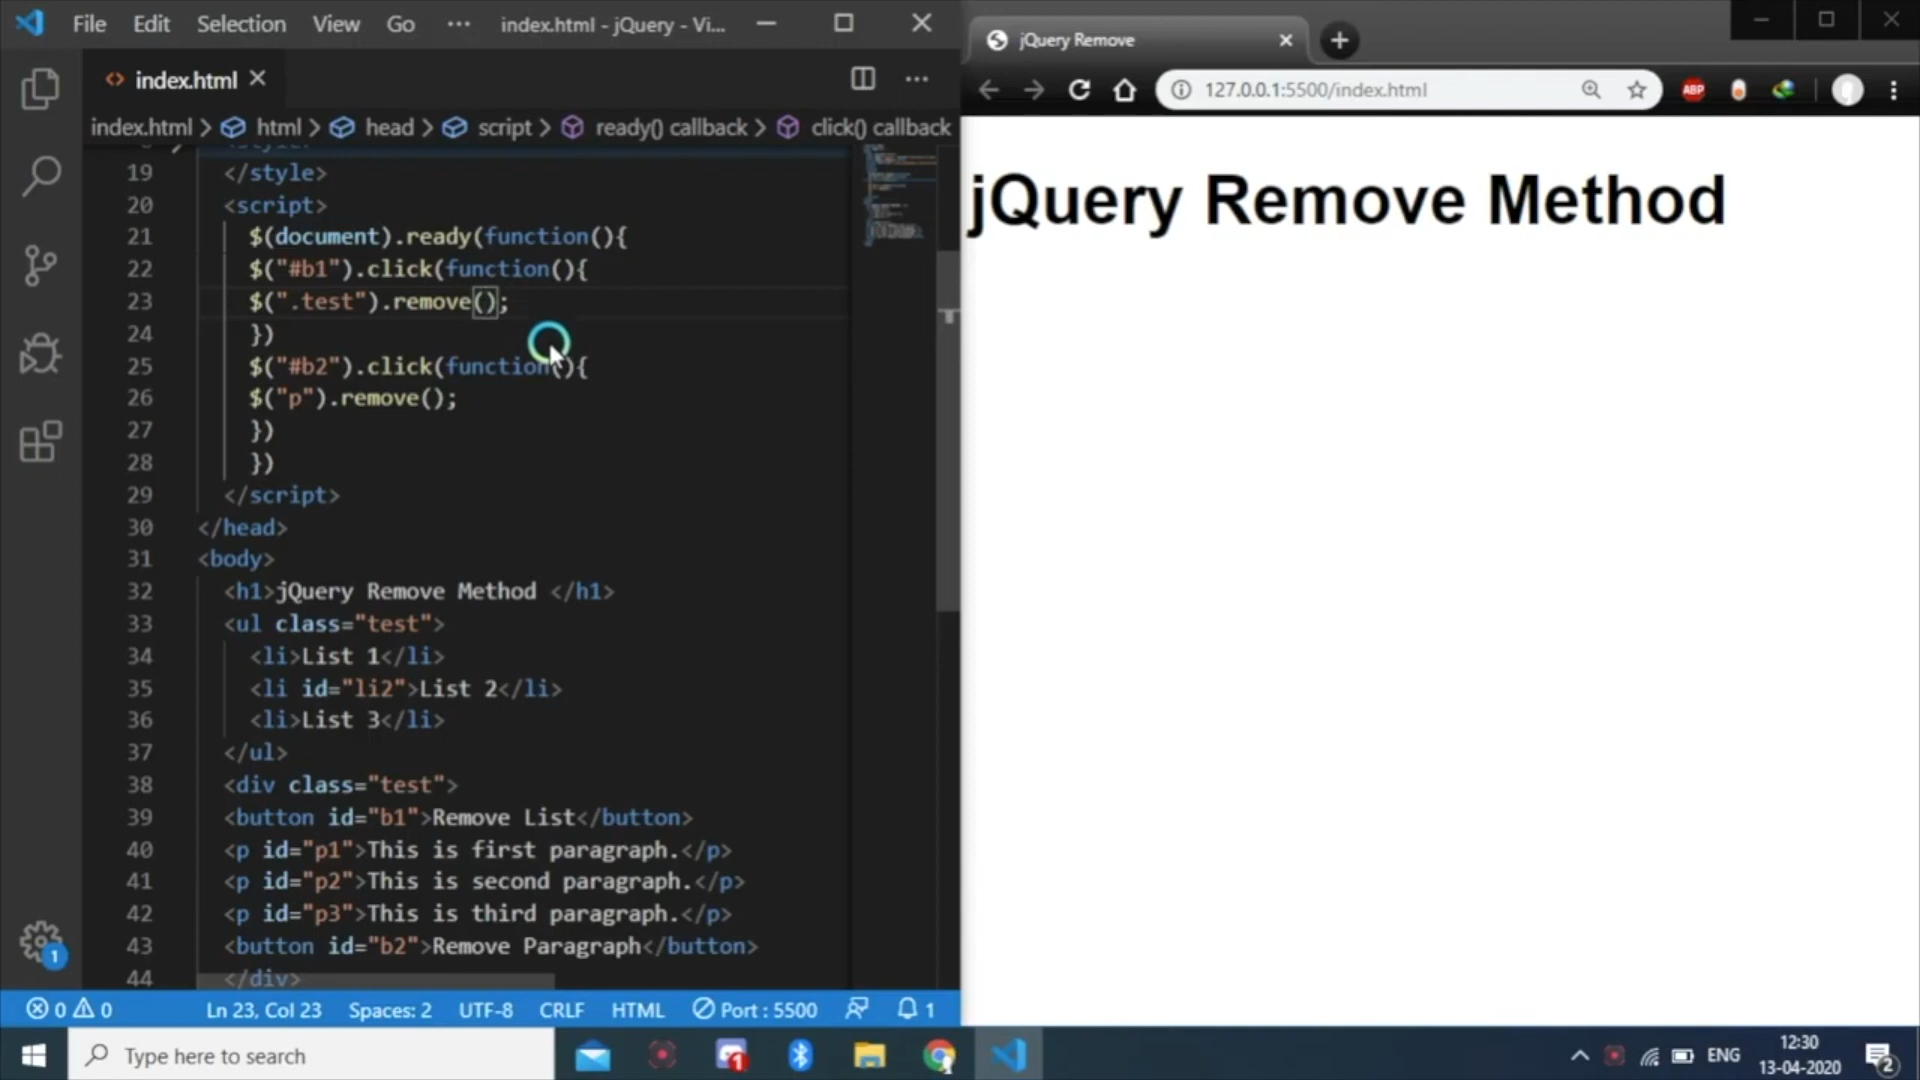 File Edit Selection View Go ··· index.html - jQuery - Vi...
index.html
index.html > html > head > script > ready() callback > click() callback
19 </style>
20 <script>
21 $(document).ready(function(){
22 $("#b1").click(function(){
23 $(".test").remove();
24 })
25 $("#b2").click(function(){
26 $("p").remove();
27 })
28 })
29 </script>
30 </head>
31 <body>
32 <h1>jQuery Remove Method </h1>
33 <ul class="test">
34 <li>List 1</li>
35 <li id="li2">List 2</li>
36 <li>List 3</li>
37 </ul>
38 <div class="test">
39 <button id="b1">Remove List</button>
40 <p id="p1">This is first paragraph.</p>
41 <p id="p2">This is second paragraph.</p>
42 <p id="p3">This is third paragraph.</p>
43 <button id="b2">Remove Paragraph</button>
44 </div>
1
0 0 Ln 23, Col 23 Spaces: 2 UTF-8 CRLF HTML Port : 5500 1
jQuery Remove
127.0.0.1:5500/index.html
ABP
jQuery Remove Method
Type here to search
1
ENG
12:30
13-04-2020
2